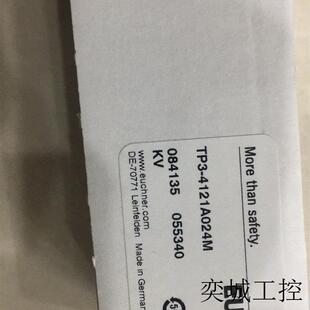 More than safety.
TP3-4121A024M
084135 055340
KV
www.euchner.com
DE-70771 Leinfelden Made in German
奕城工控